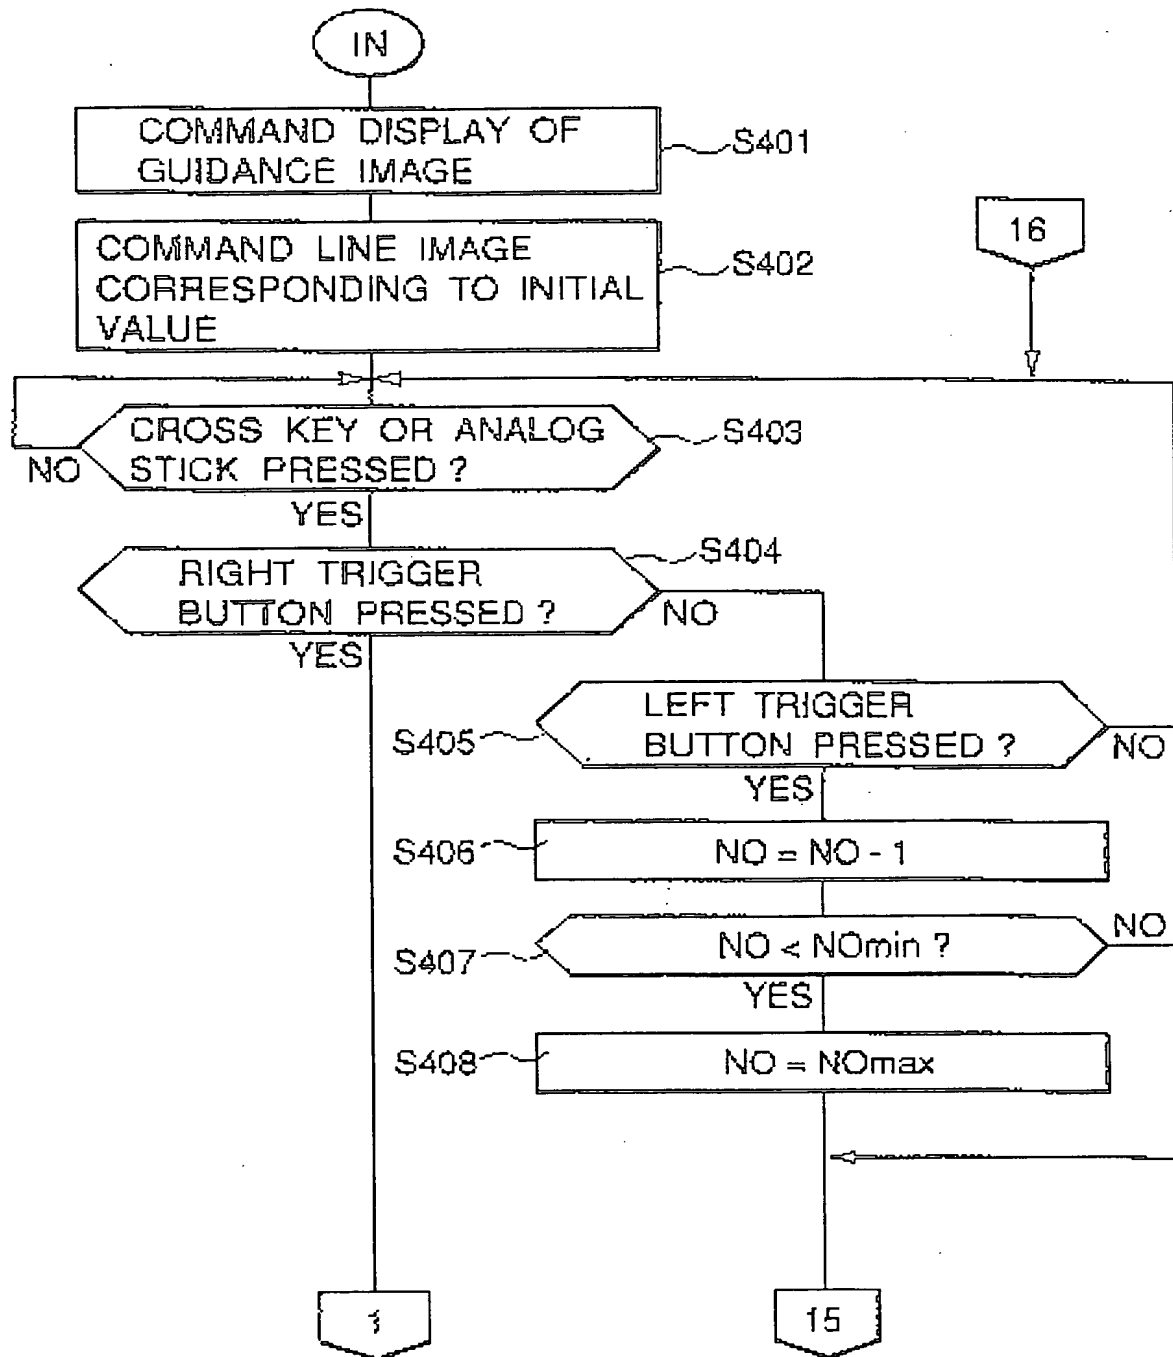 IN
COMMAND DISPLAY OF
GUIDANCE IMAGE
S401
COMMAND LINE IMAGE
CORRESPONDING TO INITIAL
VALUE
S402
16
CROSS KEY OR ANALOG
STICK PRESSED ?
S403
NO
YES
RIGHT TRIGGER
BUTTON PRESSED ?
S404
NO
YES
LEFT TRIGGER
BUTTON PRESSED ?
S405
NO
YES
S406
NO = NO - 1
S407
NO < NOmin ?
NO
YES
S408
NO = NOmax
1
15